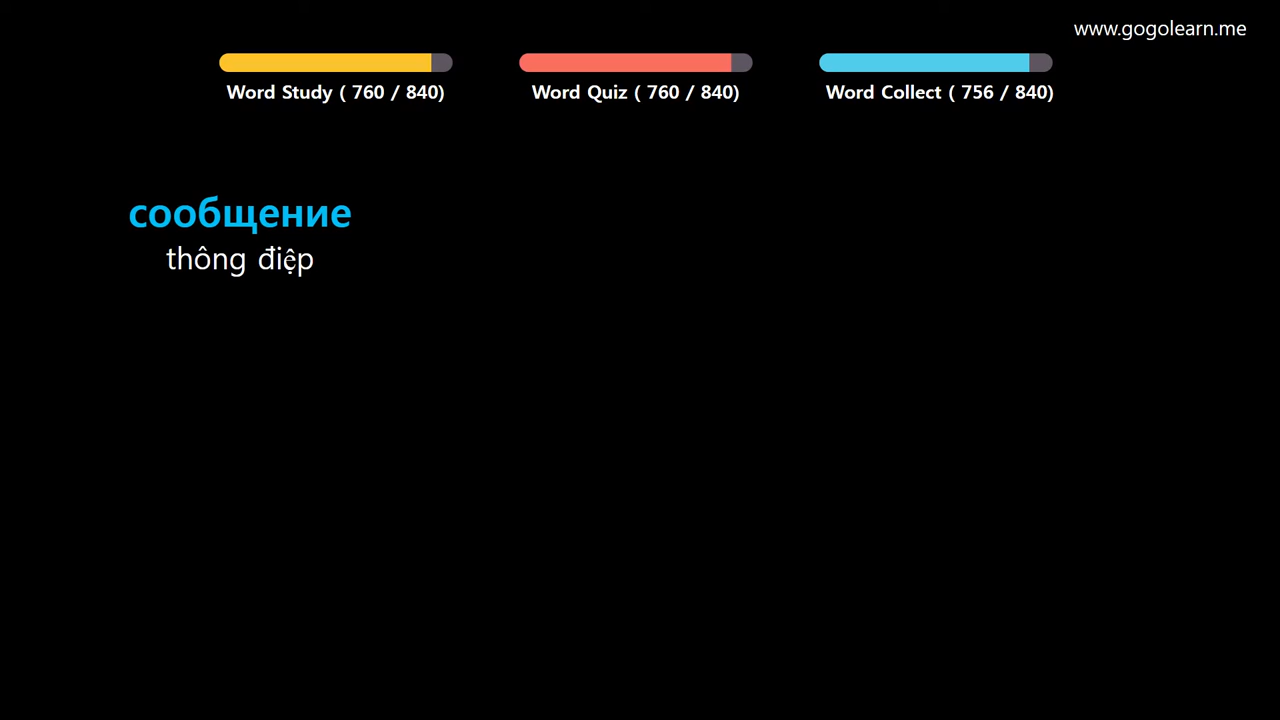 www.gogolearn.me
Word Study ( 760 / 840)
Word Quiz ( 760 / 840)
Word Collect ( 756 / 840)
сообщение
thông điệp